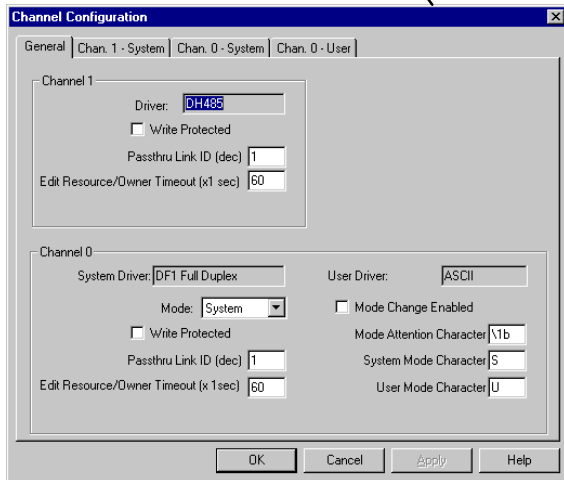 Channel Configuration
General Chan. 1 - System Chan. 0 - System Chan. 0 - User
Channel 1
Driver: DH485
Write Protected
Passthru Link ID (dec) 1
Edit Resource/Owner Timeout (x1 sec) 60
Channel 0
System Driver: DF1 Full Duplex User Driver: ASCII
Mode: System Mode Change Enabled
Write Protected Mode Attention Character \1b
Passthru Link ID (dec) 1 System Mode Character S
Edit Resource/Owner Timeout (x 1sec) 60 User Mode Character U
OK Cancel Apply Help